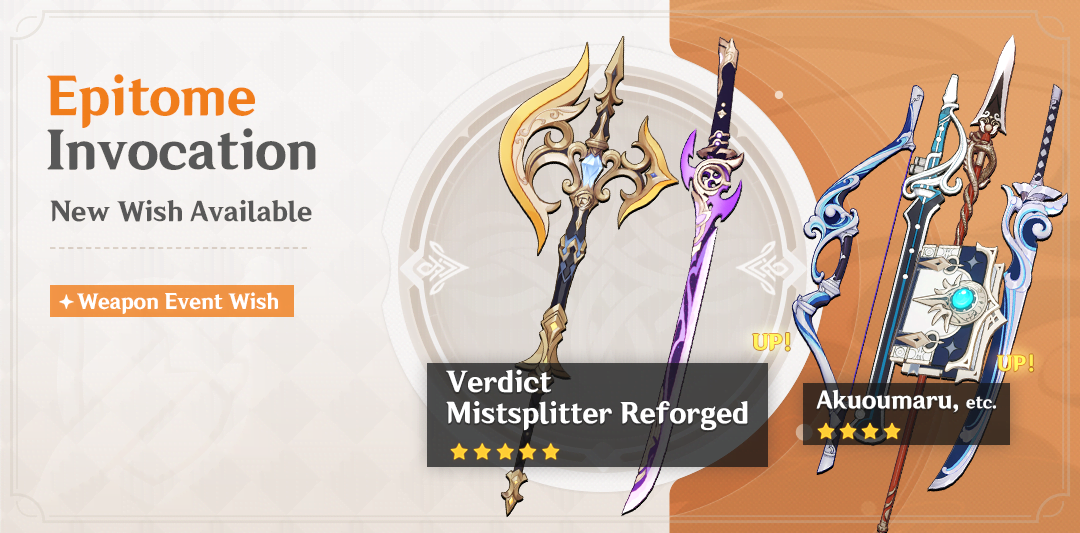 Epitome
Invocation
New Wish Available
Weapon Event Wish
Verdict
Mistsplitter Reforged
UP!
Akuoumaru, etc.
UP!